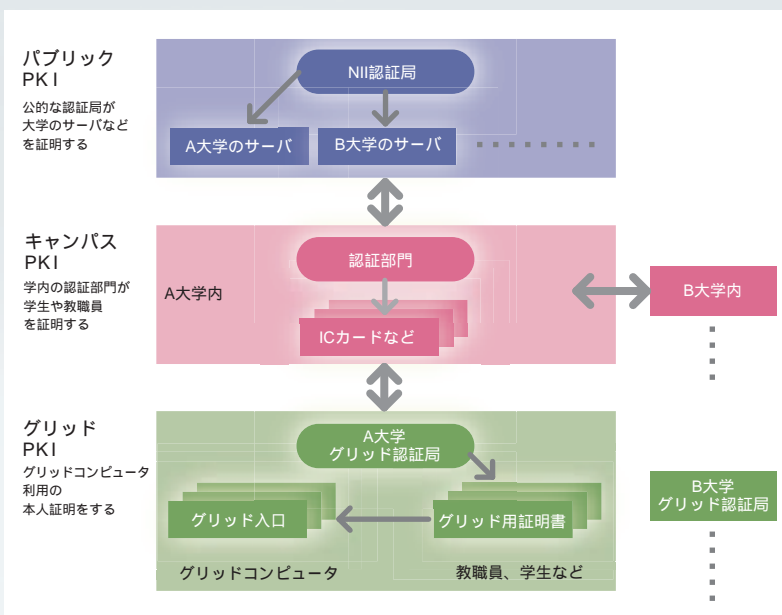 パブリック
PKI
公的な認証局が
大学のサーバなど
を証明する
NII認証局
A大学のサーバ
B大学のサーバ
キャンパス
PKI
学内の認証部門が
学生や教職員
を証明する
A大学内
認証部門
ICカードなど
B大学内
グリッド
PKI
グリッドコンピュータ
利用の
本人証明をする
A大学
グリッド認証局
グリッド入口
グリッド用証明書
グリッドコンピュータ
教職員、学生など
B大学
グリッド認証局